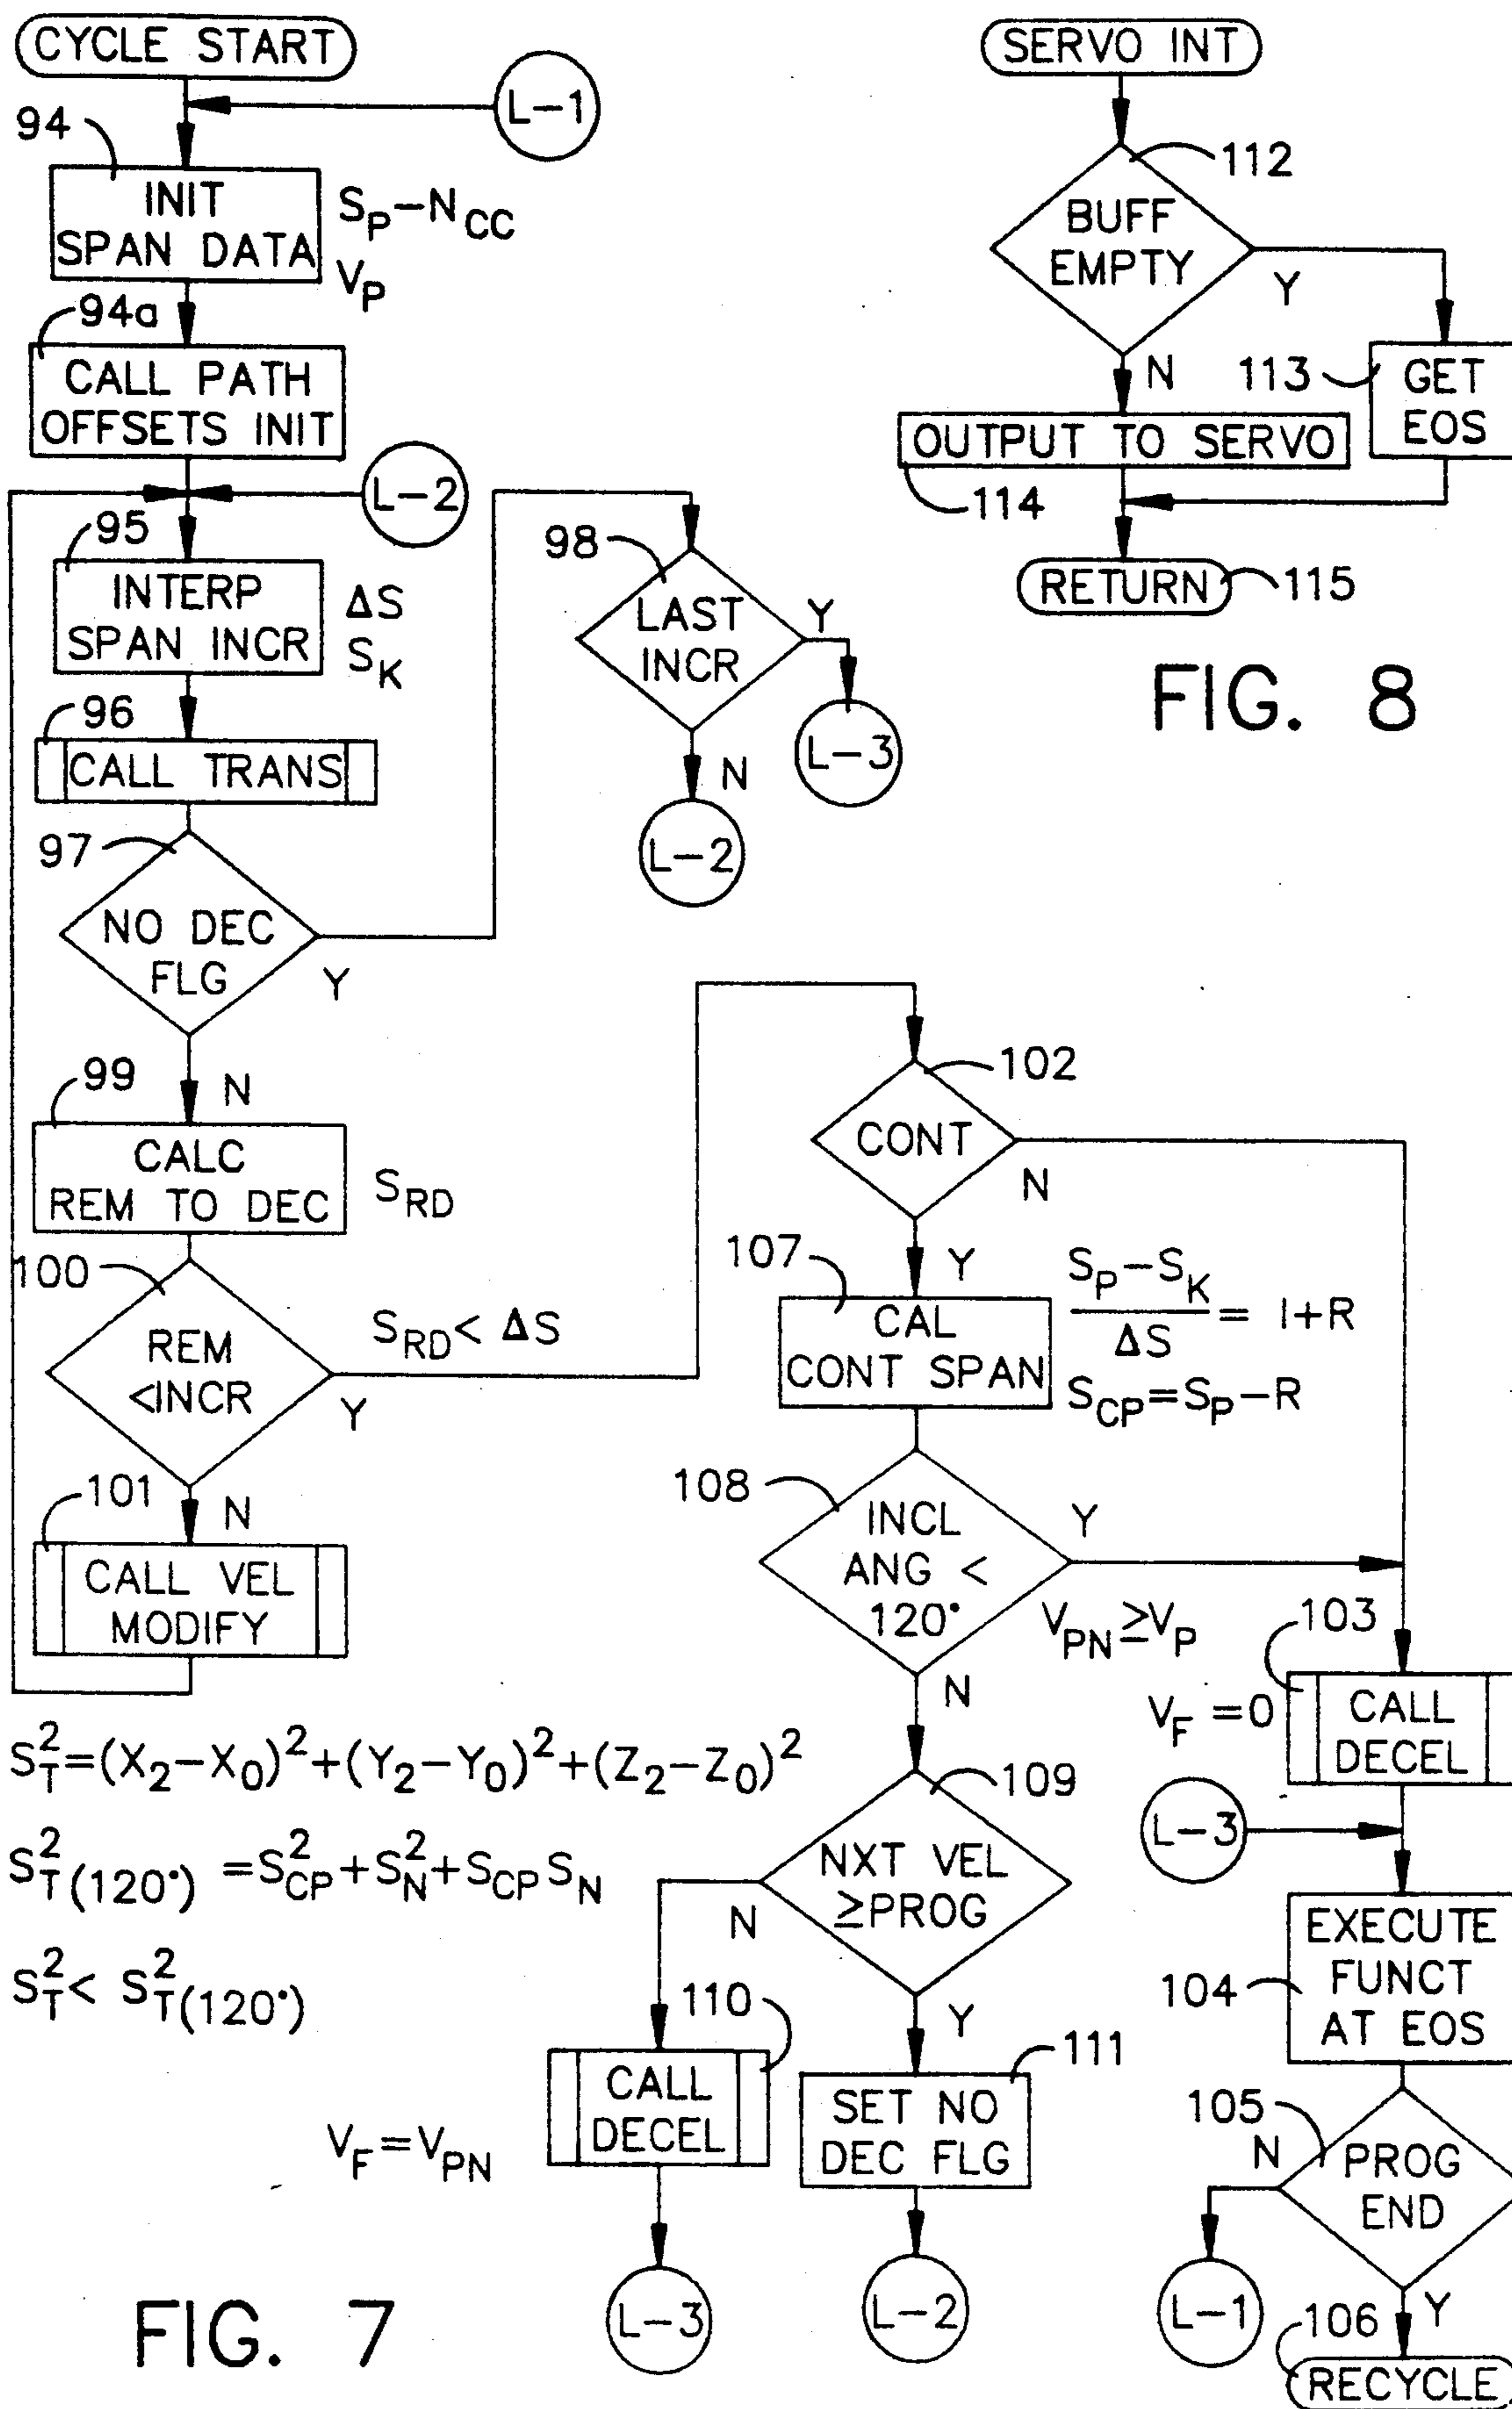 CYCLE START
L-1
94
INIT
SPAN DATA
S_P-N_CC
V_P
94a
CALL PATH
OFFSETS INIT
L-2
95
INTERP
SPAN INCR
ΔS
S_K
96
CALL TRANS
97
NO DEC
FLG
Y
N
98
LAST
INCR
Y
L-3
N
L-2
99
CALC
REM TO DEC
S_RD
100
REM
<INCR
S_RD< ΔS
Y
N
101
CALL VEL
MODIFY
102
CONT
N
Y
107
CAL
CONT SPAN
S_P-S_K
ΔS
= I+R
S_CP=S_P-R
108
INCL
ANG <
120°
Y
V_PN≥V_P
N
103
V_F=0
CALL
DECEL
L-3
109
NXT VEL
≥PROG
N
Y
104
EXECUTE
FUNCT
AT EOS
110
CALL
DECEL
V_F=V_PN
L-3
111
SET NO
DEC FLG
L-2
105
PROG
END
N
L-1
Y
106
RECYCLE
S_T^2=(X_2-X_0)^2+(Y_2-Y_0)^2+(Z_2-Z_0)^2
S_T^2(120°) =S_CP^2+S_N^2+S_CP S_N
S_T^2< S_T^2(120°)
FIG. 7
SERVO INT
112
BUFF
EMPTY
Y
N
113
GET
EOS
OUTPUT TO SERVO
114
RETURN
115
FIG. 8